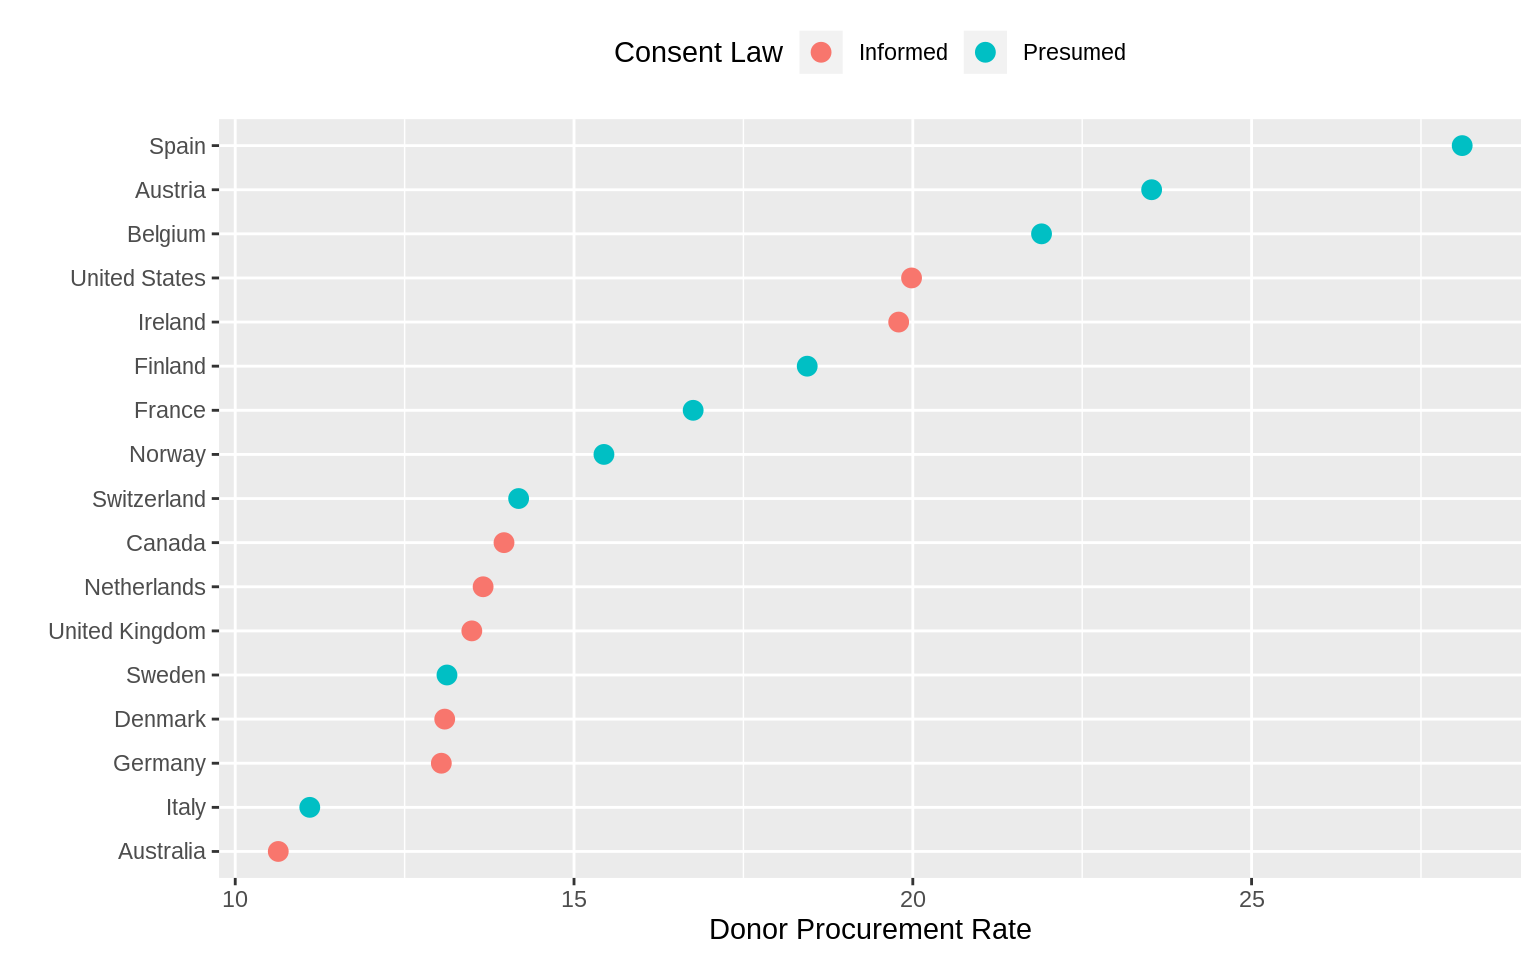 Consent Law Informed Presumed
Spain
Austria
Belgium
United States
Ireland
Finland
France
Norway
Switzerland
Canada
Netherlands
United Kingdom
Sweden
Denmark
Germany
Italy
Australia
10 15 20 25
Donor Procurement Rate